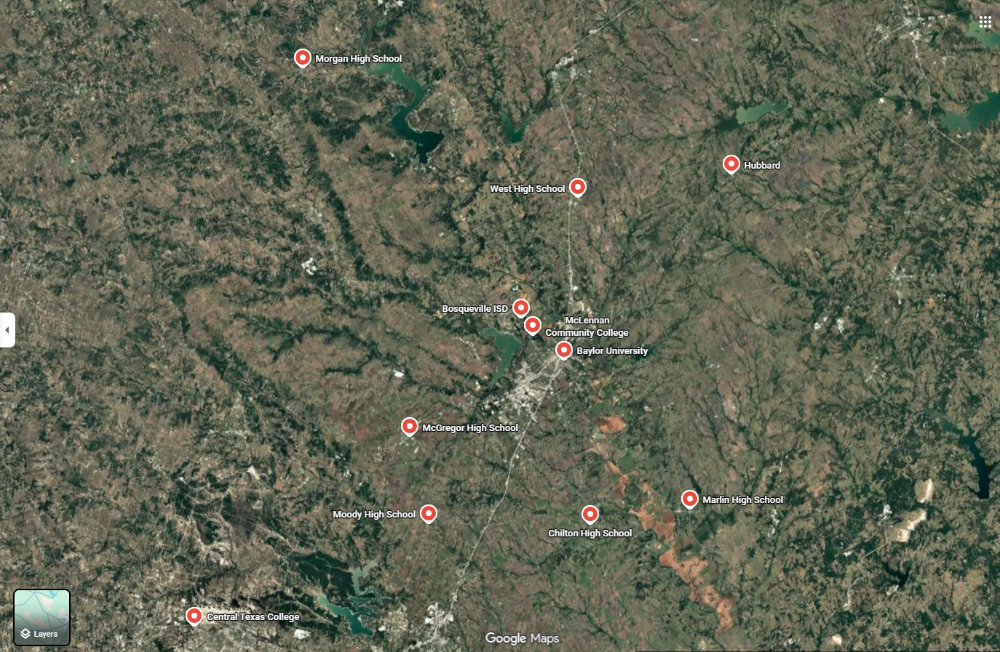 Morgan High School
Hubbard
West High School
Bosqueville ISD
McLennan
Community College
Baylor University
McGregor High School
Marlin High School
Moody High School
Chilton High School
Central Texas College
Layers
Google Maps